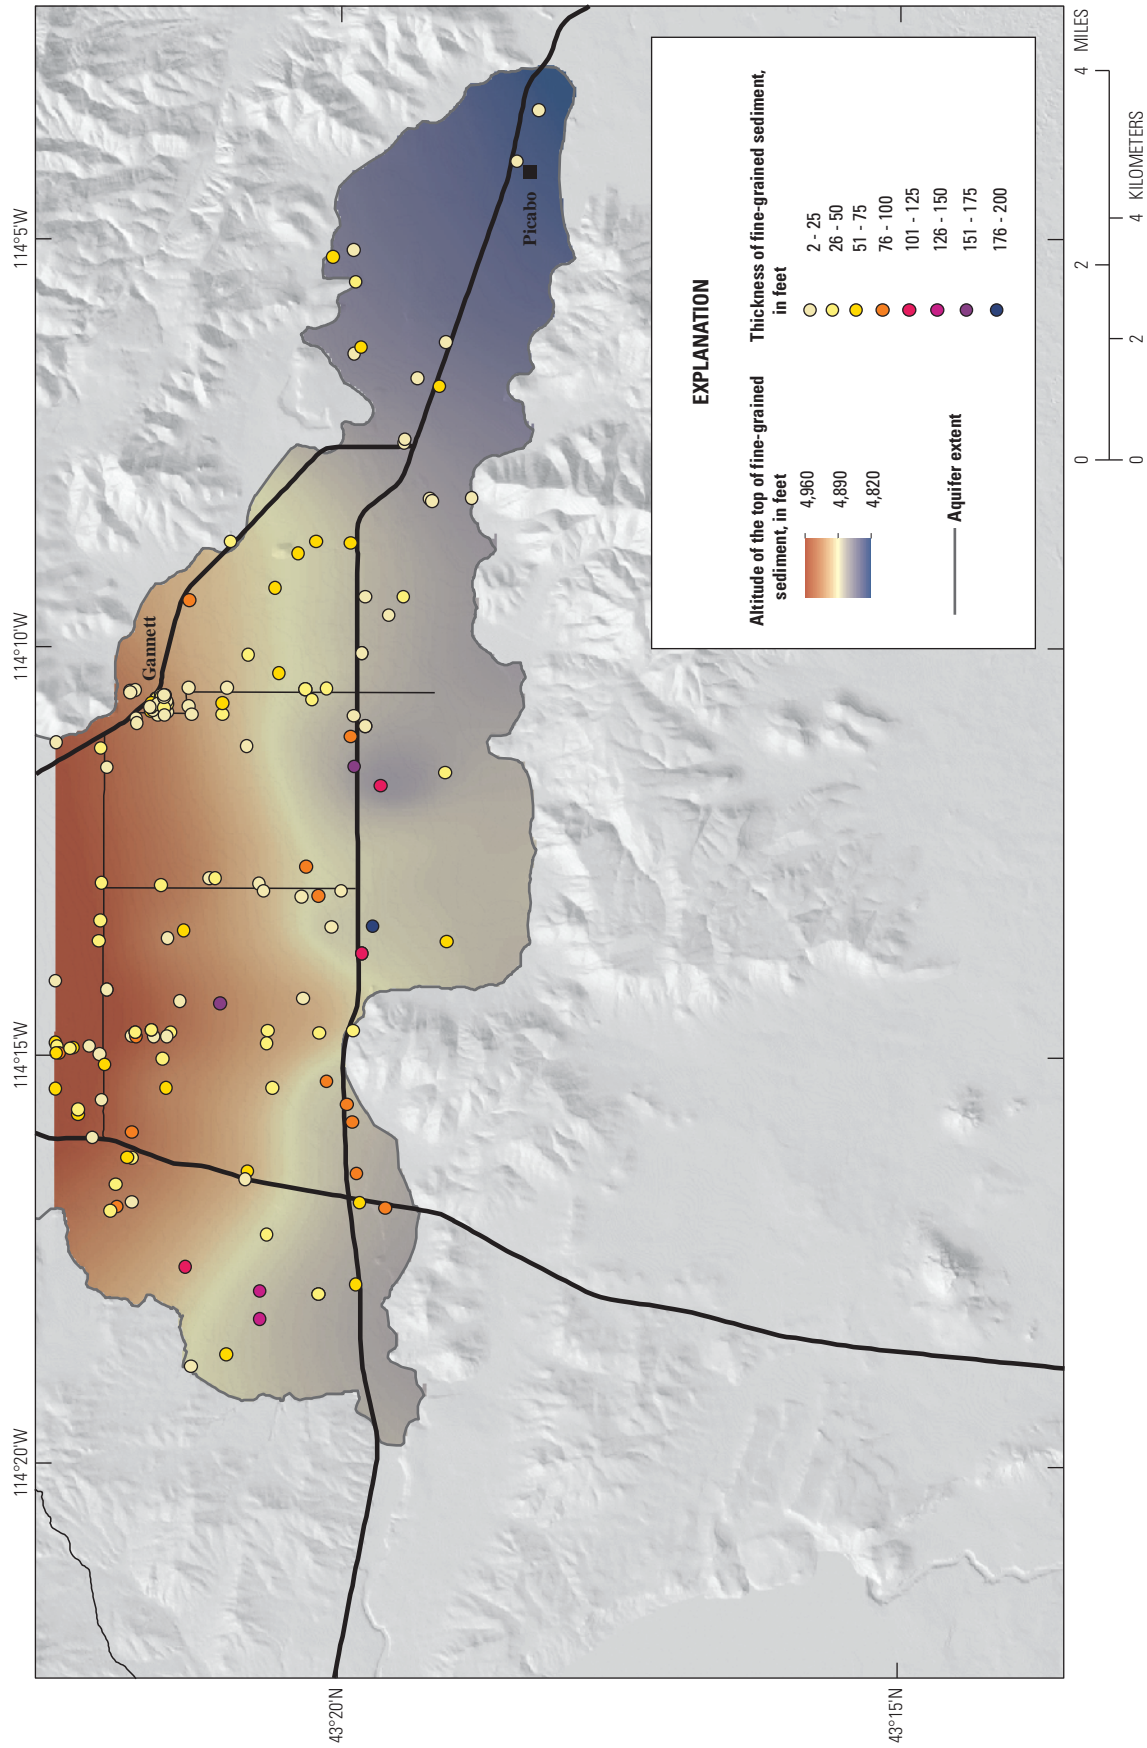 114°20'W
114°15'W
114°10'W
114°5'W
43°20'N
43°15'N
Gannett
Picabo
EXPLANATION
Altitude of the top of fine-grained
sediment, in feet
4,960
4,890
4,820
Aquifer extent
Thickness of fine-grained sediment,
in feet
2 - 25
26 - 50
51 - 75
76 - 100
101 - 125
126 - 150
151 - 175
176 - 200
0 2 4 MILES
0 2 4 KILOMETERS